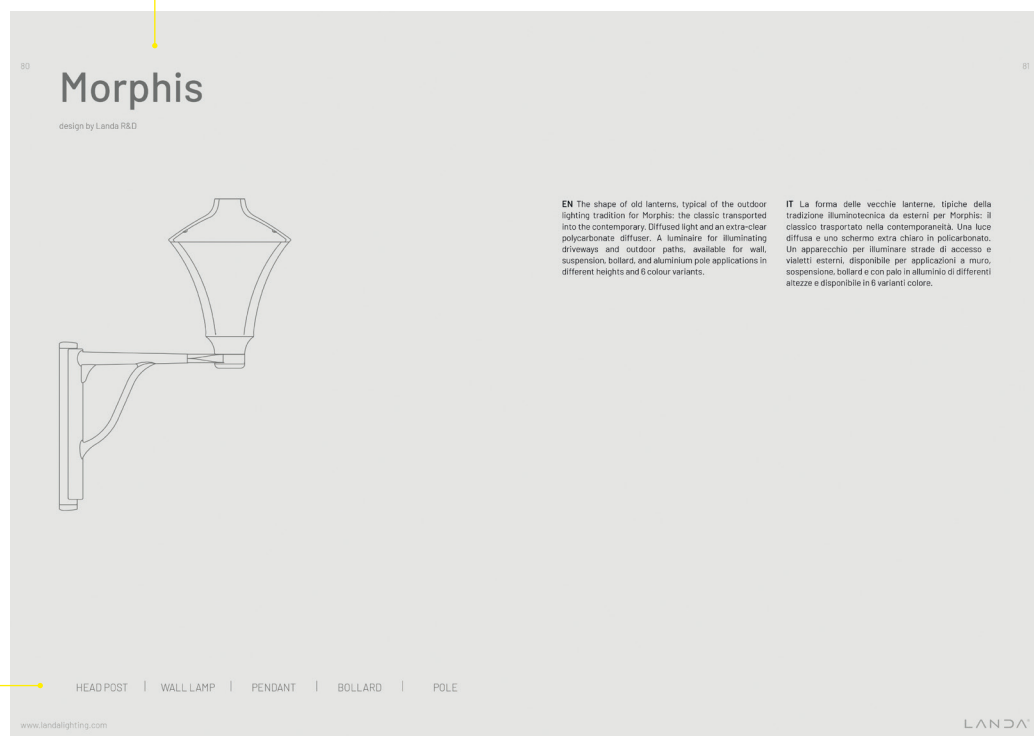 80
81
Morphis
design by Landa R&D
EN The shape of old lanterns, typical of the outdoor
lighting tradition for Morphis: the classic transported
into the contemporary. Diffused light and an extra-clear
polycarbonate diffuser. A luminaire for illuminating
driveways and outdoor paths, available for wall,
suspension, bollard, and aluminium pole applications in
different heights and 6 colour variants.
IT La forma delle vecchie lanterne, tipiche della
tradizione illuminotecnica da esterni per Morphis: il
classico trasportato nella contemporaneità. Una luce
diffusa e uno schermo extra chiaro in policarbonato.
Un apparecchio per illuminare strade di accesso e
vialetti esterni, disponibile per applicazioni a muro,
sospensione, bollard e con palo in alluminio di differenti
altezze e disponibile in 6 varianti colore.
HEAD POST | WALL LAMP | PENDANT | BOLLARD | POLE
www.landalighting.com
LANDA